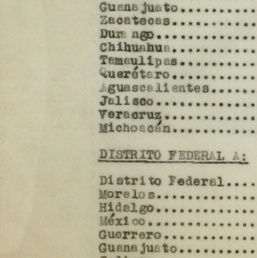 Guanajuato..........
Zacatecas...........
Durango.............
Chihuahua...........
Tamaulipas..........
Querétaro...........
Aguascalientes......
Jalisco.............
Veracruz............
Michoacán...........
DISTRITO FEDERAL A:
Distrito Federal....
Morelos.............
Hidalgo.............
México..............
Guerrero............
Guanajuato..........